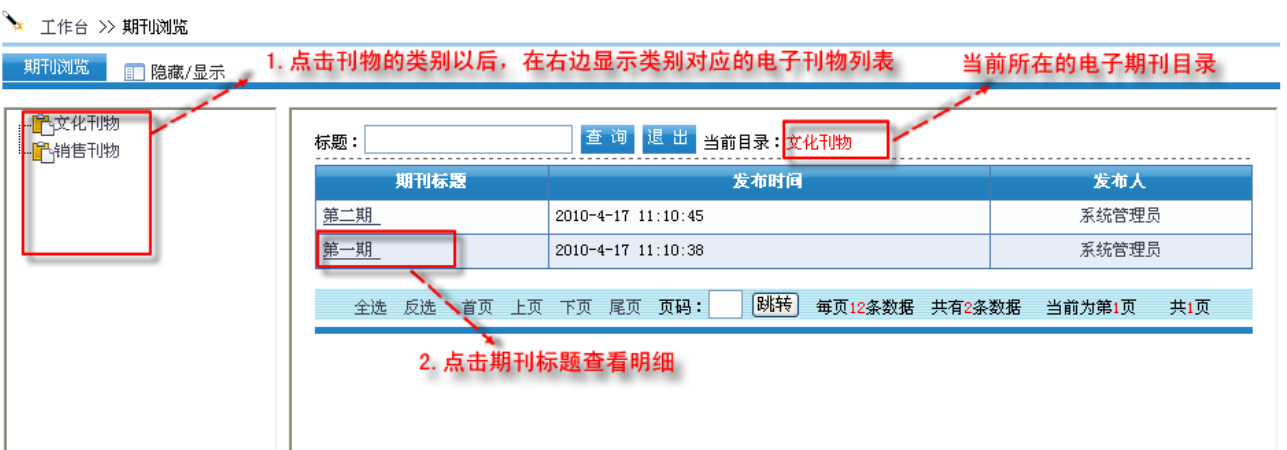 工作台 >> 期刊浏览
期刊浏览 隐藏/显示 1.点击刊物的类别以后，在右边显示类别对应的电子刊物列表 当前所在的电子期刊目录
文化刊物
销售刊物
标题： 查 询 退 出 当前目录：文化刊物
期刊标题 发布时间 发布人
第二期 2010-4-17 11:10:45 系统管理员
第一期 2010-4-17 11:10:38 系统管理员
全选 反选 首页 上页 下页 尾页 页码： 跳转 每页12条数据 共有2条数据 当前为第1页 共1页
2.点击期刊标题查看明细